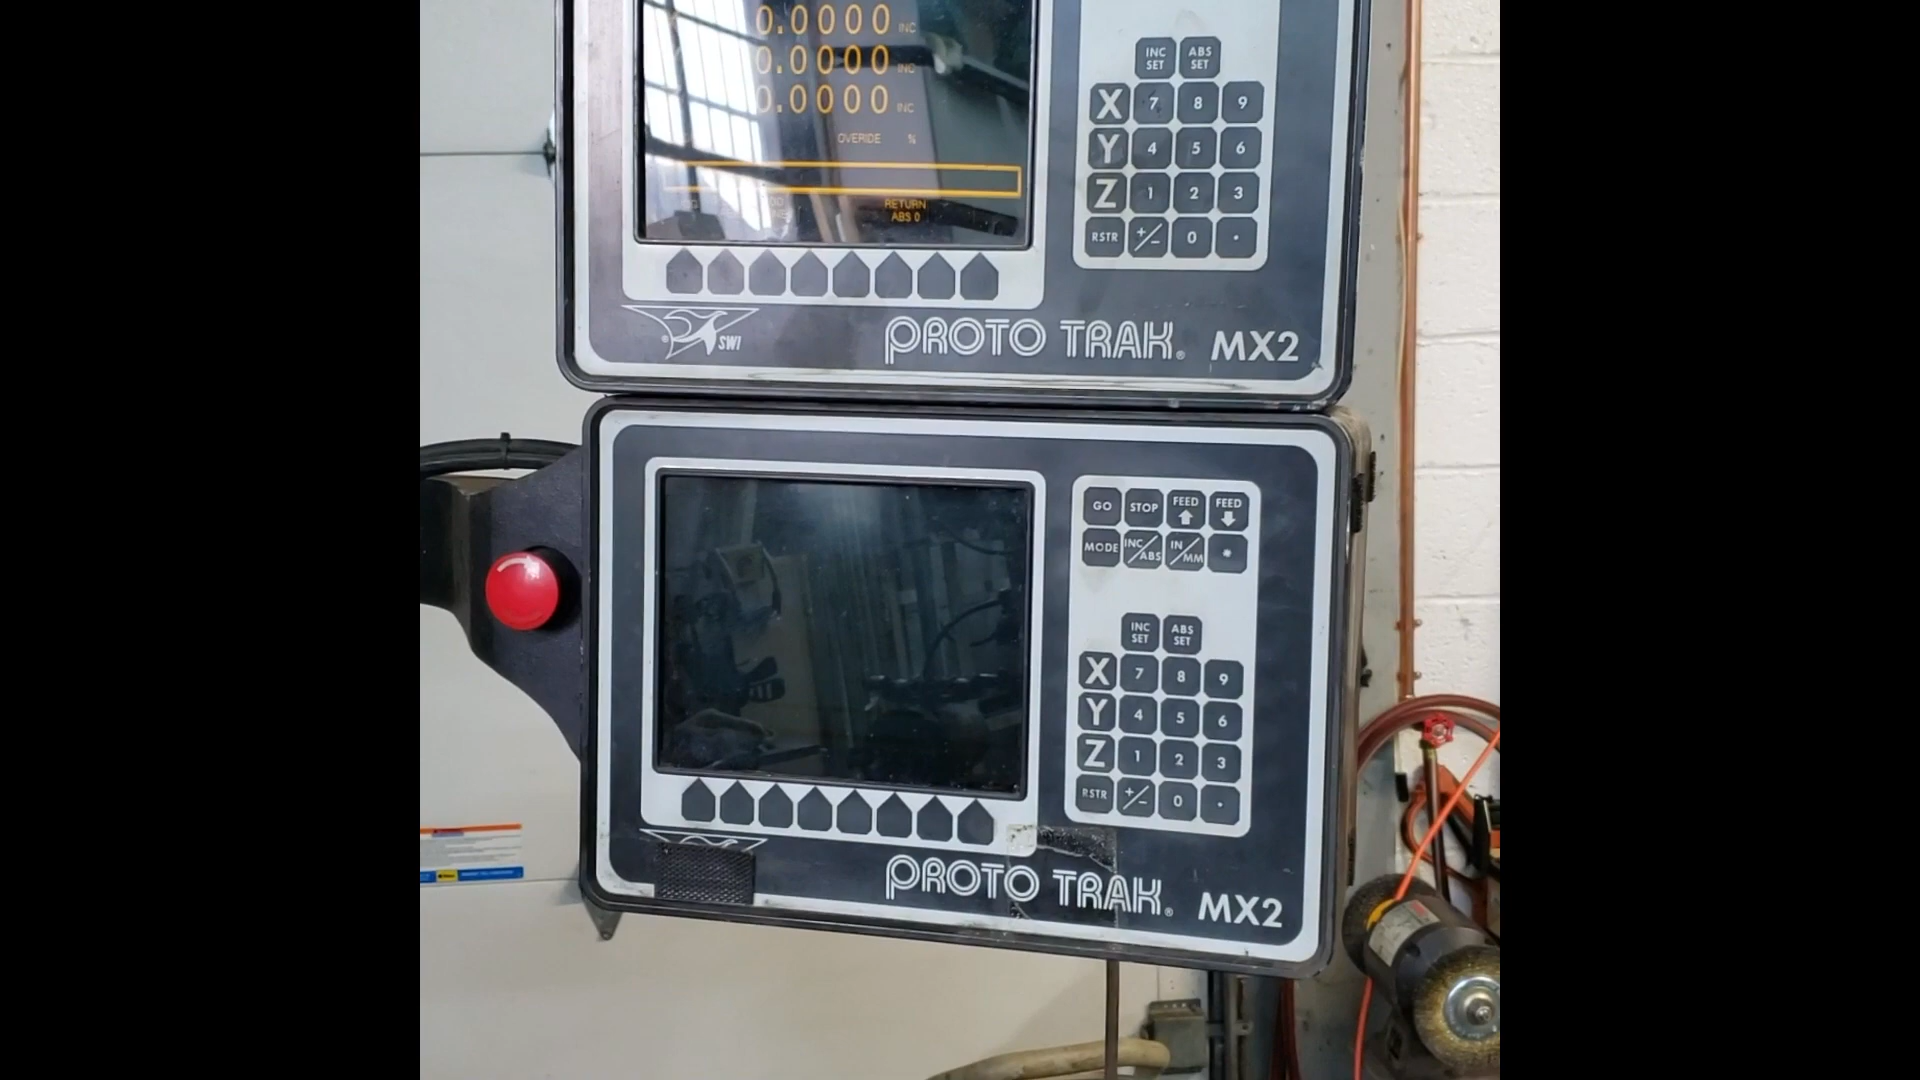 0.0000 INC
0.0000 INC
0.0000 INC
OVERIDE %
RETURN
ABS 0
INC SET
ABS SET
X 7 8 9
Y 4 5 6
Z 1 2 3
RSTR +/- 0 .
® SWI
PROTO TRAK® MX2
GO STOP FEED FEED
MODE INC/ABS IN/MM *
INC SET
ABS SET
X 7 8 9
Y 4 5 6
Z 1 2 3
RSTR +/- 0 .
PROTO TRAK® MX2